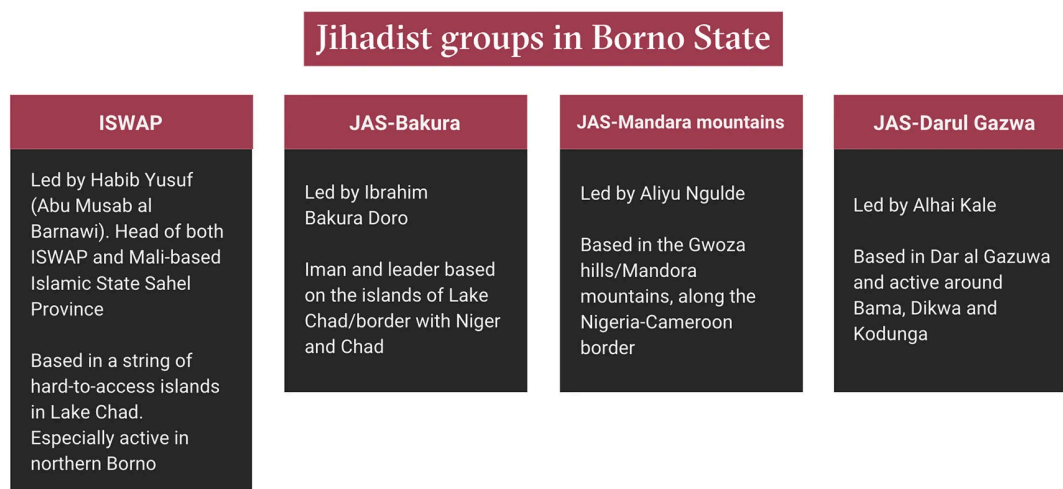 Jihadist groups in Borno State
ISWAP
Led by Habib Yusuf
(Abu Musab al
Barnawi). Head of both
ISWAP and Mali-based
Islamic State Sahel
Province
Based in a string of
hard-to-access islands
in Lake Chad.
Especially active in
northern Borno
JAS-Bakura
Led by Ibrahim
Bakura Doro
Iman and leader based
on the islands of Lake
Chad/border with Niger
and Chad
JAS-Mandara mountains
Led by Aliyu Ngulde
Based in the Gwoza
hills/Mandora
mountains, along the
Nigeria-Cameroon
border
JAS-Darul Gazwa
Led by Alhai Kale
Based in Dar al Gazuwa
and active around
Bama, Dikwa and
Kodunga